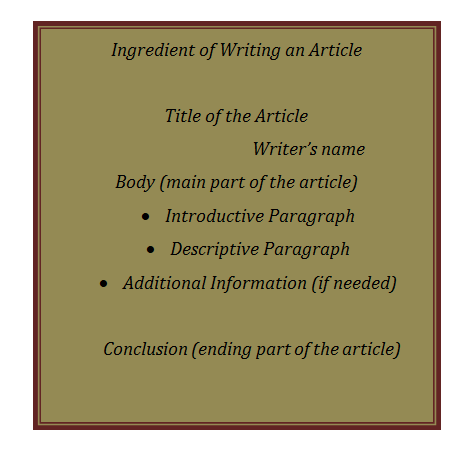 Ingredient of Writing an Article
Title of the Article
Writer’s name
Body (main part of the article)
• Introductive Paragraph
• Descriptive Paragraph
• Additional Information (if needed)
Conclusion (ending part of the article)